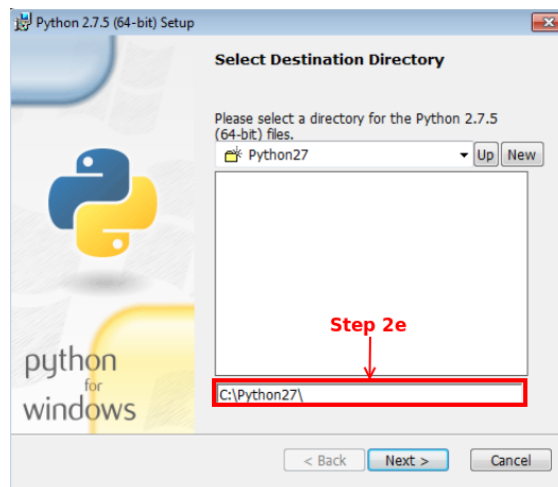 Python 2.7.5 (64-bit) Setup
Select Destination Directory
Please select a directory for the Python 2.7.5
(64-bit) files.
Python27
Up New
Step 2e
C:\Python27\
python
for
windows
< Back Next > Cancel